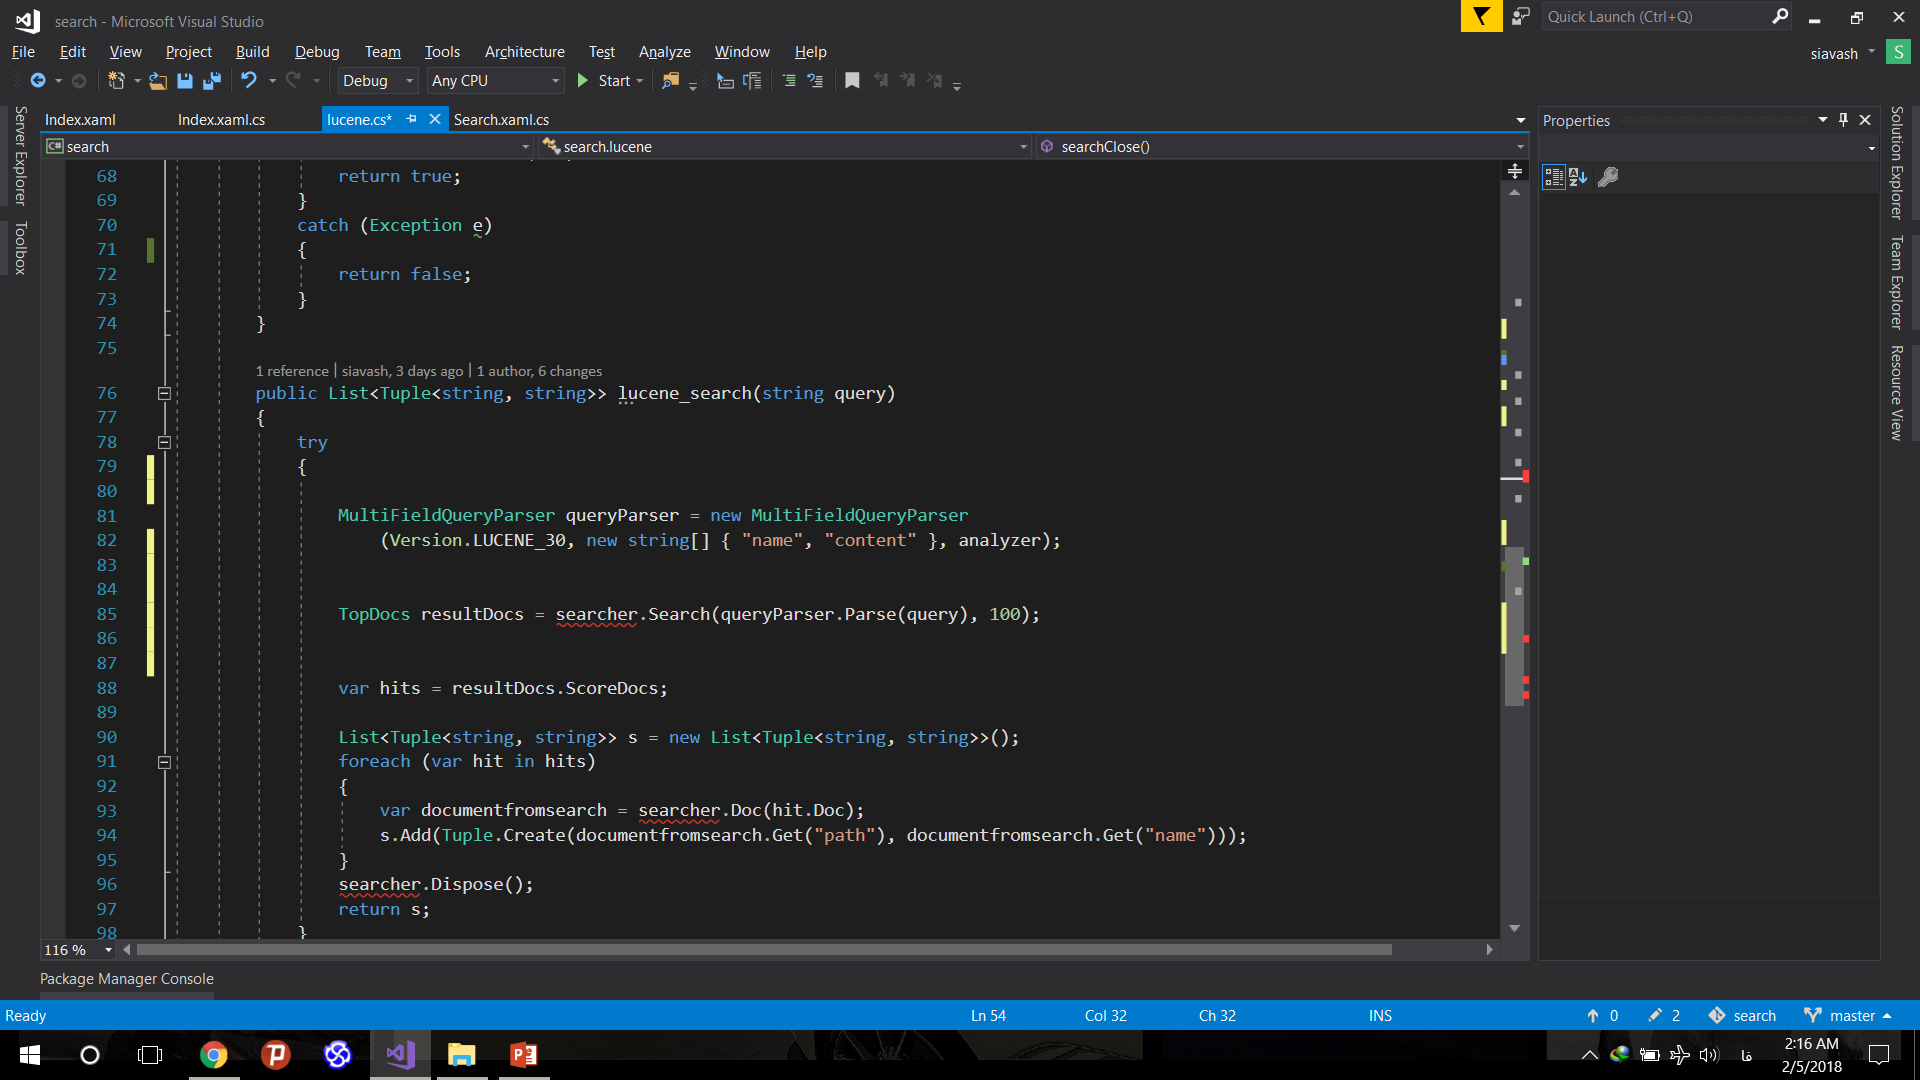 search - Microsoft Visual Studio
Quick Launch (Ctrl+Q)
File Edit View Project Build Debug Team Tools Architecture Test Analyze Window Help
siavash S
Debug Any CPU Start
Server Explorer
Toolbox
Index.xaml Index.xaml.cs lucene.cs* Search.xaml.cs
C# search search.lucene searchClose()
68 return true;
69 }
70 catch (Exception e)
71 {
72 return false;
73 }
74 }
75
1 reference | siavash, 3 days ago | 1 author, 6 changes
76 public List<Tuple<string, string>> lucene_search(string query)
77 {
78 try
79 {
80
81 MultiFieldQueryParser queryParser = new MultiFieldQueryParser
82 (Version.LUCENE_30, new string[] { "name", "content" }, analyzer);
83
84
85 TopDocs resultDocs = searcher.Search(queryParser.Parse(query), 100);
86
87
88 var hits = resultDocs.ScoreDocs;
89
90 List<Tuple<string, string>> s = new List<Tuple<string, string>>();
91 foreach (var hit in hits)
92 {
93 var documentfromsearch = searcher.Doc(hit.Doc);
94 s.Add(Tuple.Create(documentfromsearch.Get("path"), documentfromsearch.Get("name")));
95 }
96 searcher.Dispose();
97 return s;
98 }
116 %
Properties
Solution Explorer
Team Explorer
Resource View
Package Manager Console
Ready Ln 54 Col 32 Ch 32 INS 0 2 search master
فا
2:16 AM
2/5/2018